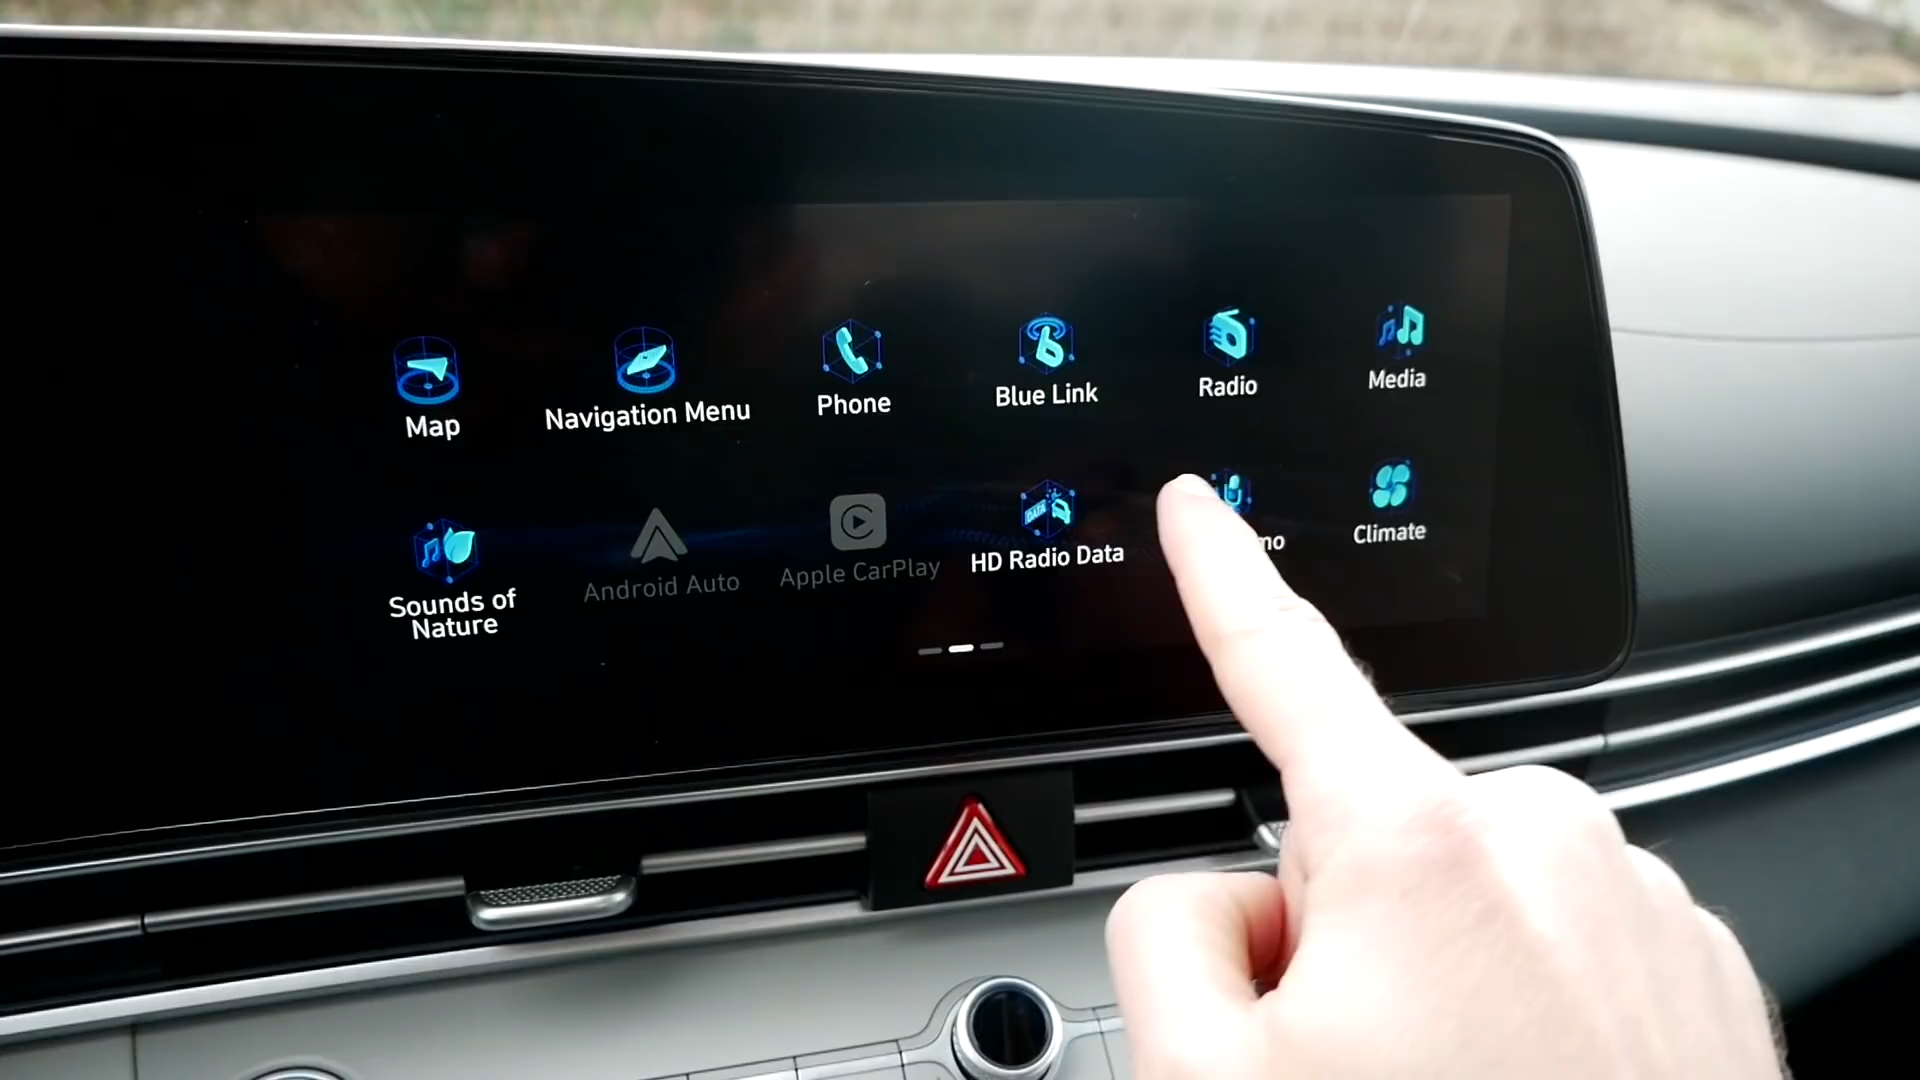 Map
Navigation Menu
Phone
Blue Link
Radio
Media
Sounds of
Nature
Android Auto
Apple CarPlay
HD Radio Data
DATA
Climate